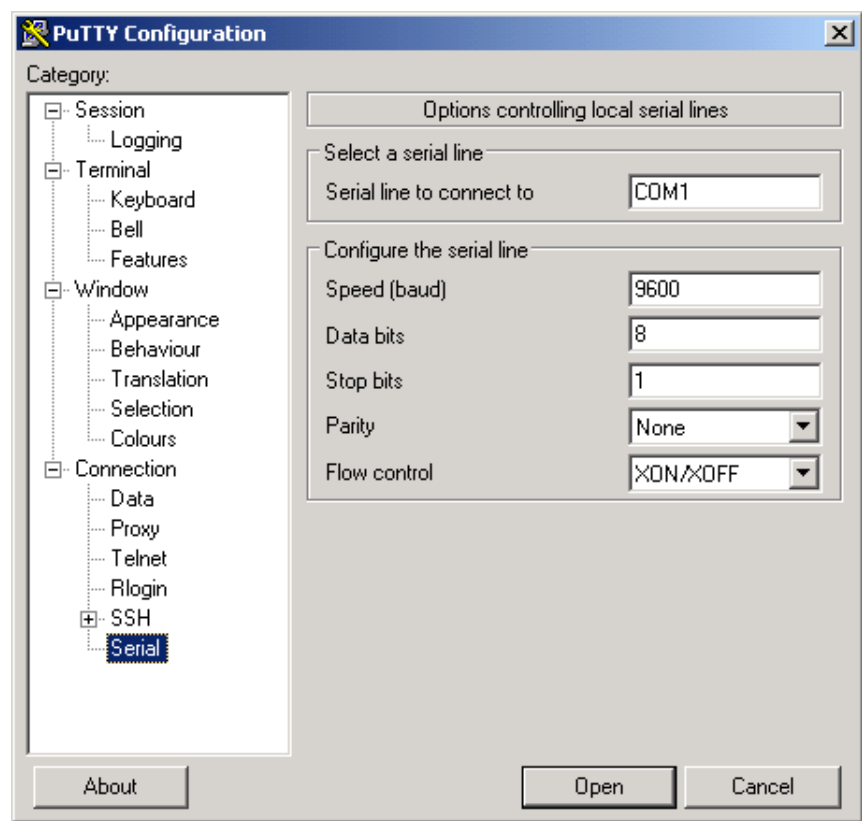 PuTTY Configuration
Category:
Session
Logging
Terminal
Keyboard
Bell
Features
Window
Appearance
Behaviour
Translation
Selection
Colours
Connection
Data
Proxy
Telnet
Rlogin
SSH
Serial
Options controlling local serial lines
Select a serial line
Serial line to connect to COM1
Configure the serial line
Speed (baud) 9600
Data bits 8
Stop bits 1
Parity None
Flow control XON/XOFF
About Open Cancel